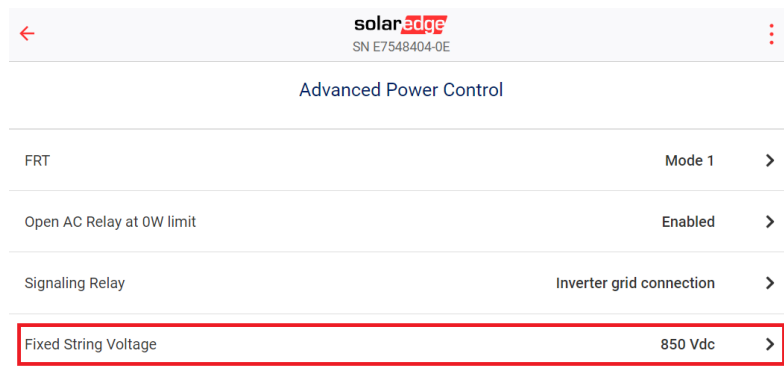 solaredge
SN E7548404-0E
Advanced Power Control
FRT Mode 1
Open AC Relay at 0W limit Enabled
Signaling Relay Inverter grid connection
Fixed String Voltage 850 Vdc